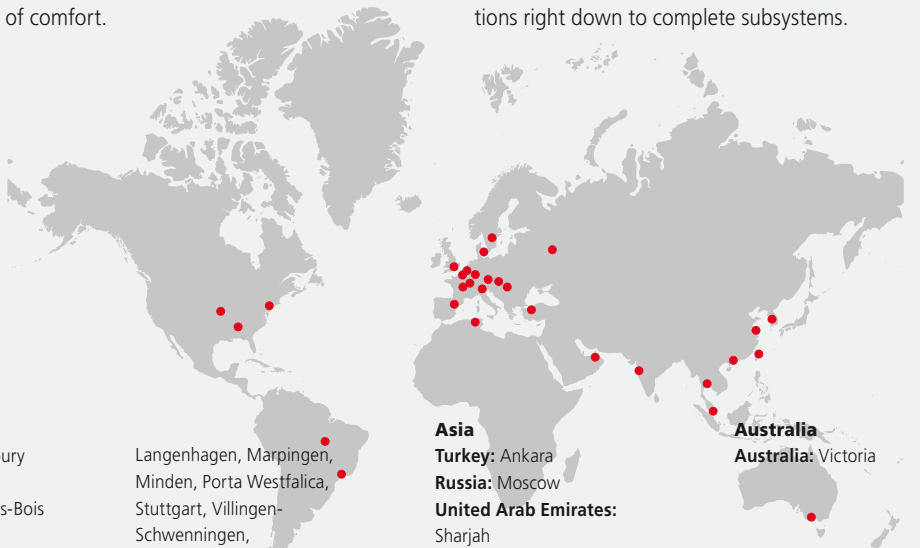 of comfort.
tions right down to complete subsystems.
ury
s-Bois
Langenhagen, Marpingen,
Minden, Porta Westfalica,
Stuttgart, Villingen-
Schwenningen,
Asia
Turkey: Ankara
Russia: Moscow
United Arab Emirates:
Sharjah
Australia
Australia: Victoria